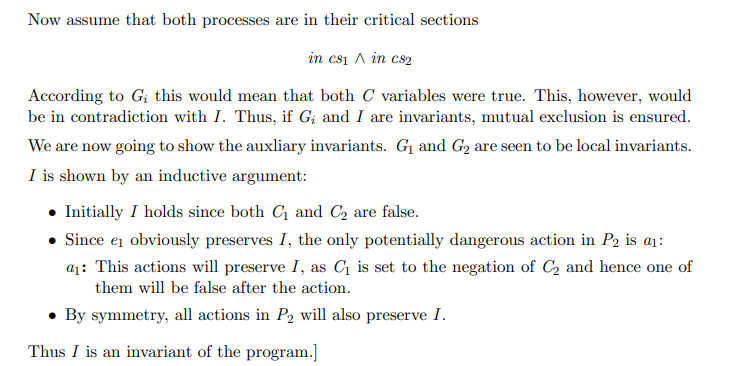 Now assume that both processes are in their critical sections
in cs₁ ∧ in cs₂
According to Gᵢ this would mean that both C variables were true. This, however, would
be in contradiction with I. Thus, if Gᵢ and I are invariants, mutual exclusion is ensured.
We are now going to show the auxliary invariants. G₁ and G₂ are seen to be local invariants.
I is shown by an inductive argument:
• Initially I holds since both C₁ and C₂ are false.
• Since e₁ obviously preserves I, the only potentially dangerous action in P₂ is a₁:
a₁: This actions will preserve I, as C₁ is set to the negation of C₂ and hence one of
them will be false after the action.
• By symmetry, all actions in P₂ will also preserve I.
Thus I is an invariant of the program.]